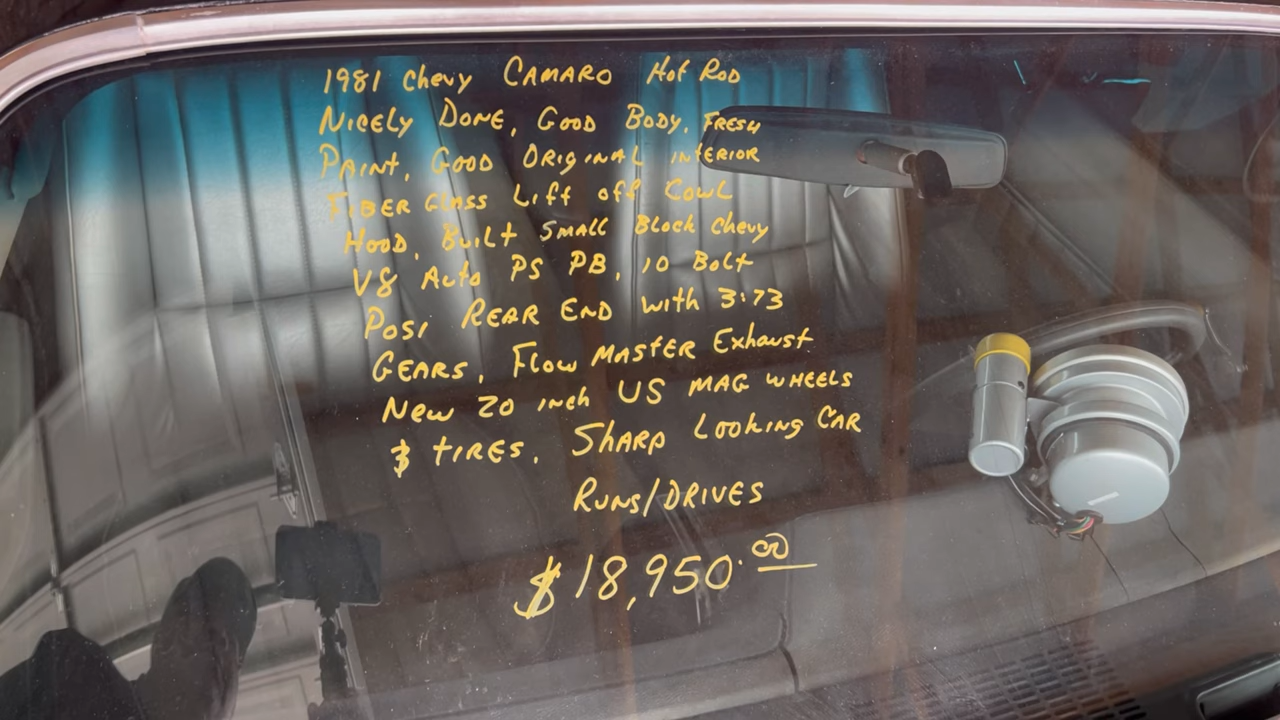 1981 Chevy CAMARO Hot Rod
NICELY DONE, GOOD BODY, FRESH
PAINT, GOOD ORIGINAL INTERIOR
FIBER GLASS Lift off COWL
HOOD, Built SMALL Block Chevy
V8 Auto PS PB, 10 Bolt
POSI REAR END with 3:73
GEARS, FLOWMASTER Exhaust
NEW 20 inch US MAG WHEELS
$ TIRES, SHARP LOOKING CAR
RUNS/DRIVES
$18,950.00